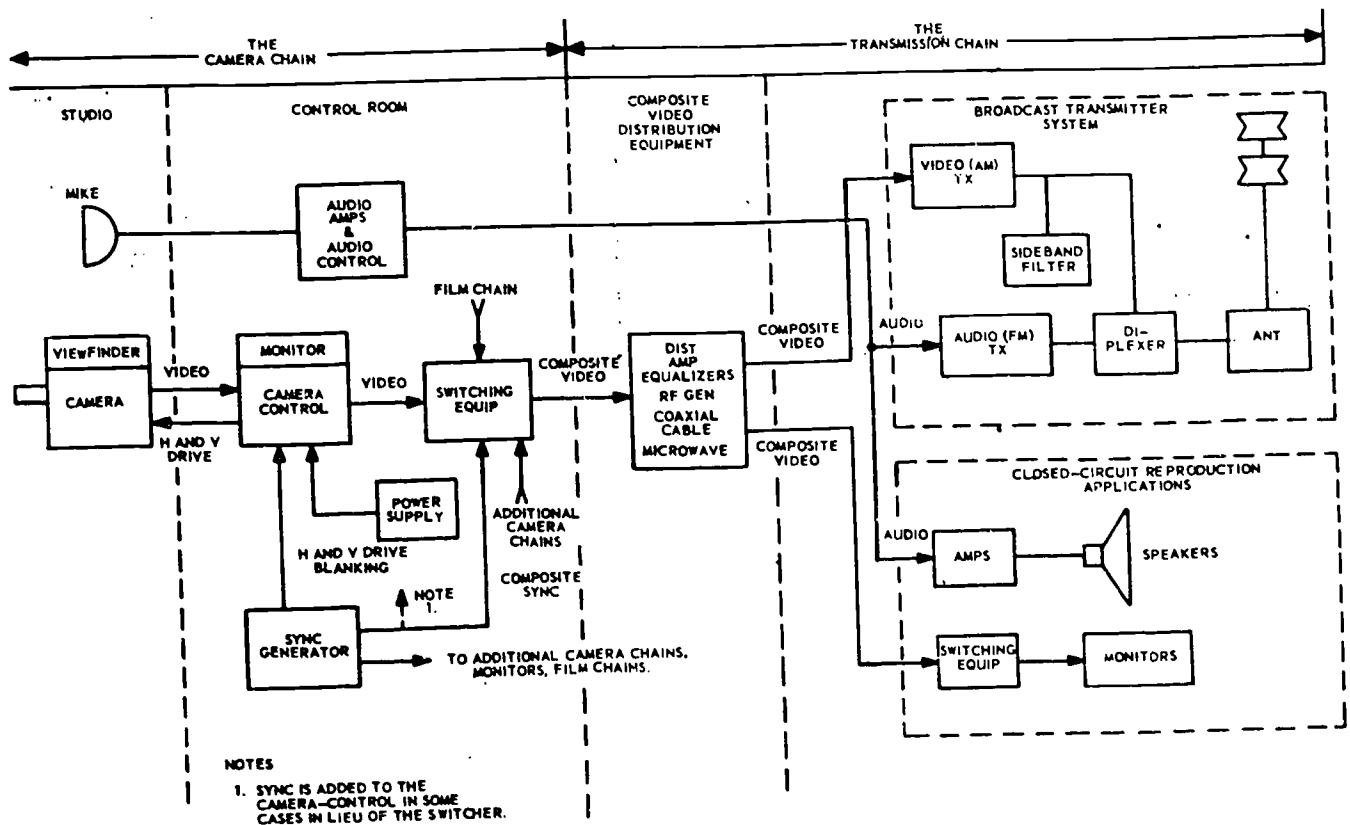 THE
CAMERA CHAIN
THE
TRANSMISSION CHAIN
STUDIO
CONTROL ROOM
COMPOSITE
VIDEO
DISTRIBUTION
EQUIPMENT
BROADCAST TRANSMITTER
SYSTEM
MIKE
AUDIO
AMPS
&
AUDIO
CONTROL
VIDEO (AM)
TX
SIDEBAND
FILTER
FILM CHAIN
VIEWFINDER
CAMERA
VIDEO
H AND V
DRIVE
MONITOR
CAMERA
CONTROL
VIDEO
SWITCHING
EQUIP
COMPOSITE
VIDEO
DIST
AMP
EQUALIZERS
RF GEN
COAXIAL
CABLE
MICROWAVE
COMPOSITE
VIDEO
COMPOSITE
VIDEO
AUDIO
AUDIO (FM)
TX
DI-
PLEXER
ANT
POWER
SUPPLY
ADDITIONAL
CAMERA
CHAINS
H AND V DRIVE
BLANKING
COMPOSITE
SYNC
NOTE
1.
SYNC
GENERATOR
TO ADDITIONAL CAMERA CHAINS,
MONITORS, FILM CHAINS.
CLOSED-CIRCUIT REPRODUCTION
APPLICATIONS
AUDIO
AMPS
SPEAKERS
SWITCHING
EQUIP
MONITORS
NOTES
1. SYNC IS ADDED TO THE
CAMERA-CONTROL IN SOME
CASES IN LIEU OF THE SWITCHER.